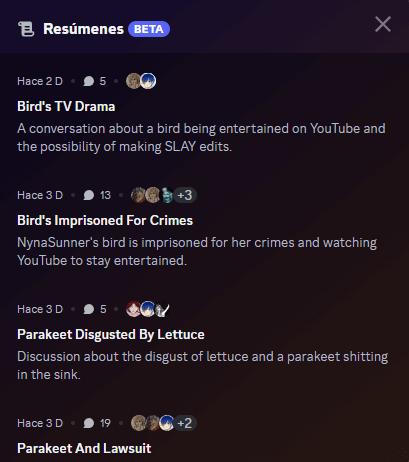 Resúmenes BETA
Hace 2 D • 5 •
Bird's TV Drama
A conversation about a bird being entertained on YouTube and
the possibility of making SLAY edits.
Hace 3 D • 13 • +3
Bird's Imprisoned For Crimes
NynaSunner's bird is imprisoned for her crimes and watching
YouTube to stay entertained.
Hace 3 D • 5 •
Parakeet Disgusted By Lettuce
Discussion about the disgust of lettuce and a parakeet shitting
in the sink.
Hace 3 D • 19 • +2
Parakeet And Lawsuit